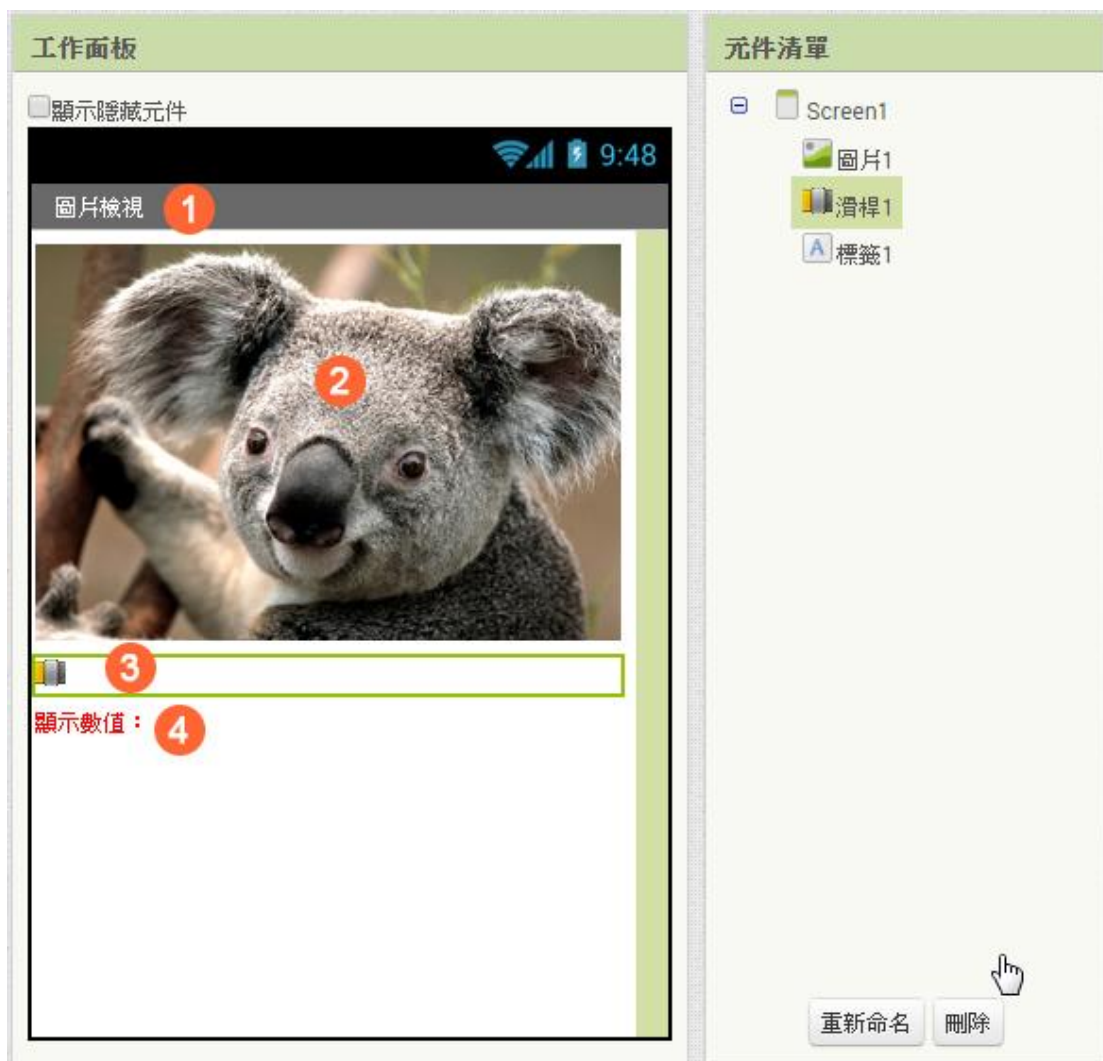 工作面板
顯示隱藏元件
9:48
圖片檢視 1
2
3
顯示數值： 4
元件清單
Screen1
圖片1
滑桿1
A 標籤1
重新命名 刪除